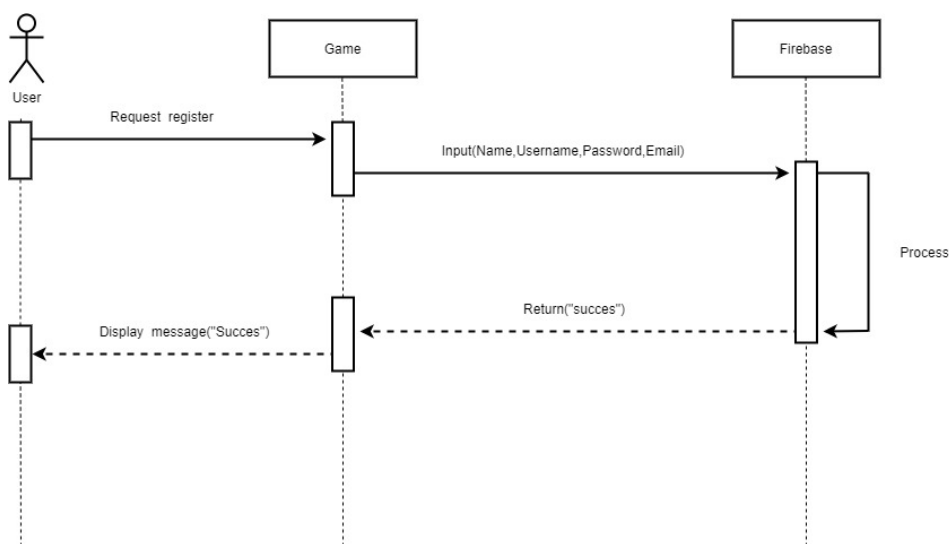 Game
Firebase
User
Request register
Input(Name,Username,Password,Email)
Process
Return("succes")
Display message("Succes")